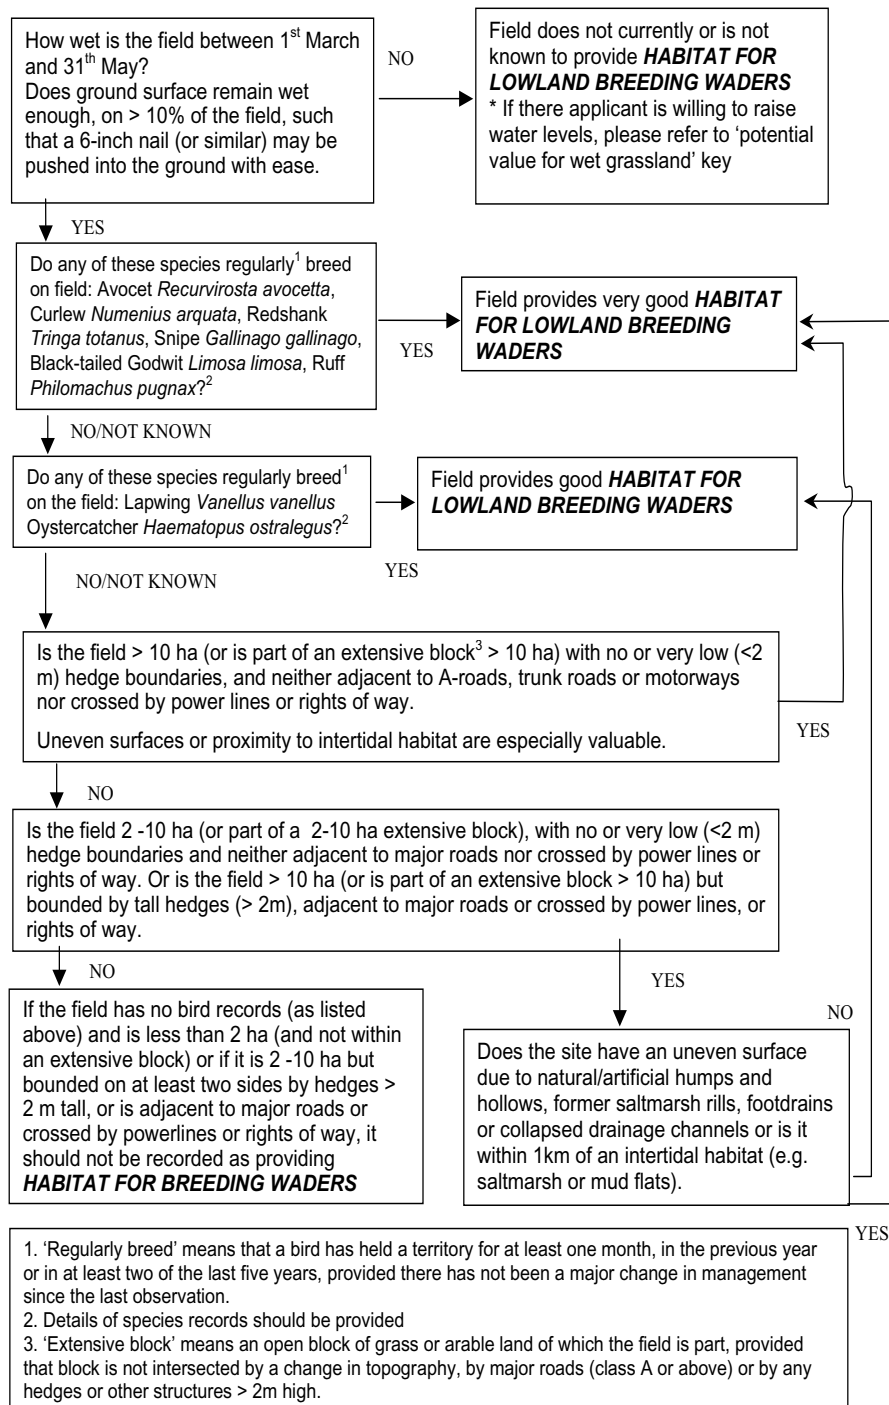 How wet is the field between 1st March
and 31th May?
Does ground surface remain wet
enough, on > 10% of the field, such
that a 6-inch nail (or similar) may be
pushed into the ground with ease.
NO
Field does not currently or is not
known to provide HABITAT FOR
LOWLAND BREEDING WADERS
* If there applicant is willing to raise
water levels, please refer to ‘potential
value for wet grassland’ key
YES
Do any of these species regularly1 breed
on field: Avocet Recurvirosta avocetta,
Curlew Numenius arquata, Redshank
Tringa totanus, Snipe Gallinago gallinago,
Black-tailed Godwit Limosa limosa, Ruff
Philomachus pugnax?2
YES
Field provides very good HABITAT
FOR LOWLAND BREEDING
WADERS
NO/NOT KNOWN
Do any of these species regularly breed1
on the field: Lapwing Vanellus vanellus
Oystercatcher Haematopus ostralegus?2
YES
Field provides good HABITAT FOR
LOWLAND BREEDING WADERS
NO/NOT KNOWN
Is the field > 10 ha (or is part of an extensive block3 > 10 ha) with no or very low (<2
m) hedge boundaries, and neither adjacent to A-roads, trunk roads or motorways
nor crossed by power lines or rights of way.
Uneven surfaces or proximity to intertidal habitat are especially valuable.
YES
NO
Is the field 2 -10 ha (or part of a 2-10 ha extensive block), with no or very low (<2 m)
hedge boundaries and neither adjacent to major roads nor crossed by power lines or
rights of way. Or is the field > 10 ha (or is part of an extensive block > 10 ha) but
bounded by tall hedges (> 2m), adjacent to major roads or crossed by power lines, or
rights of way.
NO
YES
If the field has no bird records (as listed
above) and is less than 2 ha (and not within
an extensive block) or if it is 2 -10 ha but
bounded on at least two sides by hedges >
2 m tall, or is adjacent to major roads or
crossed by powerlines or rights of way, it
should not be recorded as providing
HABITAT FOR BREEDING WADERS
NO
Does the site have an uneven surface
due to natural/artificial humps and
hollows, former saltmarsh rills, footdrains
or collapsed drainage channels or is it
within 1km of an intertidal habitat (e.g.
saltmarsh or mud flats).
YES
1. ‘Regularly breed’ means that a bird has held a territory for at least one month, in the previous year
or in at least two of the last five years, provided there has not been a major change in management
since the last observation.
2. Details of species records should be provided
3. ‘Extensive block’ means an open block of grass or arable land of which the field is part, provided
that block is not intersected by a change in topography, by major roads (class A or above) or by any
hedges or other structures > 2m high.